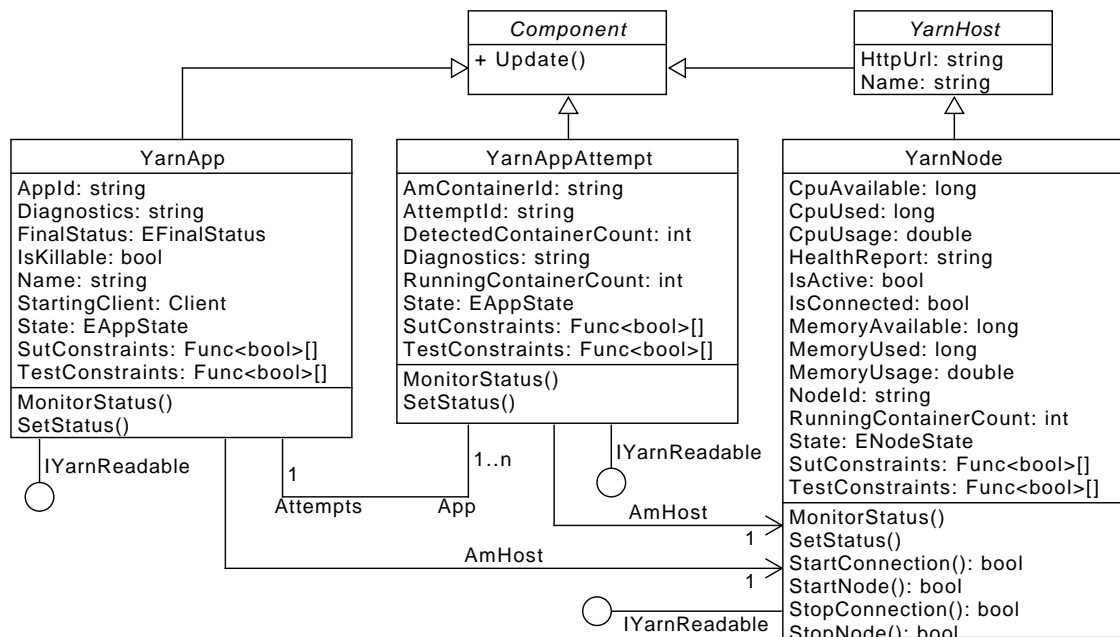 Component
+ Update()
YarnHost
HttpUrl: string
Name: string
YarnApp
AppId: string
Diagnostics: string
FinalStatus: EFinalStatus
IsKillable: bool
Name: string
StartingClient: Client
State: EAppState
SutConstraints: Func<bool>[]
TestConstraints: Func<bool>[]
MonitorStatus()
SetStatus()
YarnAppAttempt
AmContainerId: string
AttemptId: string
DetectedContainerCount: int
Diagnostics: string
RunningContainerCount: int
State: EAppState
SutConstraints: Func<bool>[]
TestConstraints: Func<bool>[]
MonitorStatus()
SetStatus()
YarnNode
CpuAvailable: long
CpuUsed: long
CpuUsage: double
HealthReport: string
IsActive: bool
IsConnected: bool
MemoryAvailable: long
MemoryUsed: long
MemoryUsage: double
NodeId: string
RunningContainerCount: int
State: ENodeState
SutConstraints: Func<bool>[]
TestConstraints: Func<bool>[]
MonitorStatus()
SetStatus()
StartConnection(): bool
StartNode(): bool
StopConnection(): bool
StopNode(): bool
IYarnReadable
1
1..n
IYarnReadable
Attempts
App
AmHost
1
AmHost
1
IYarnReadable